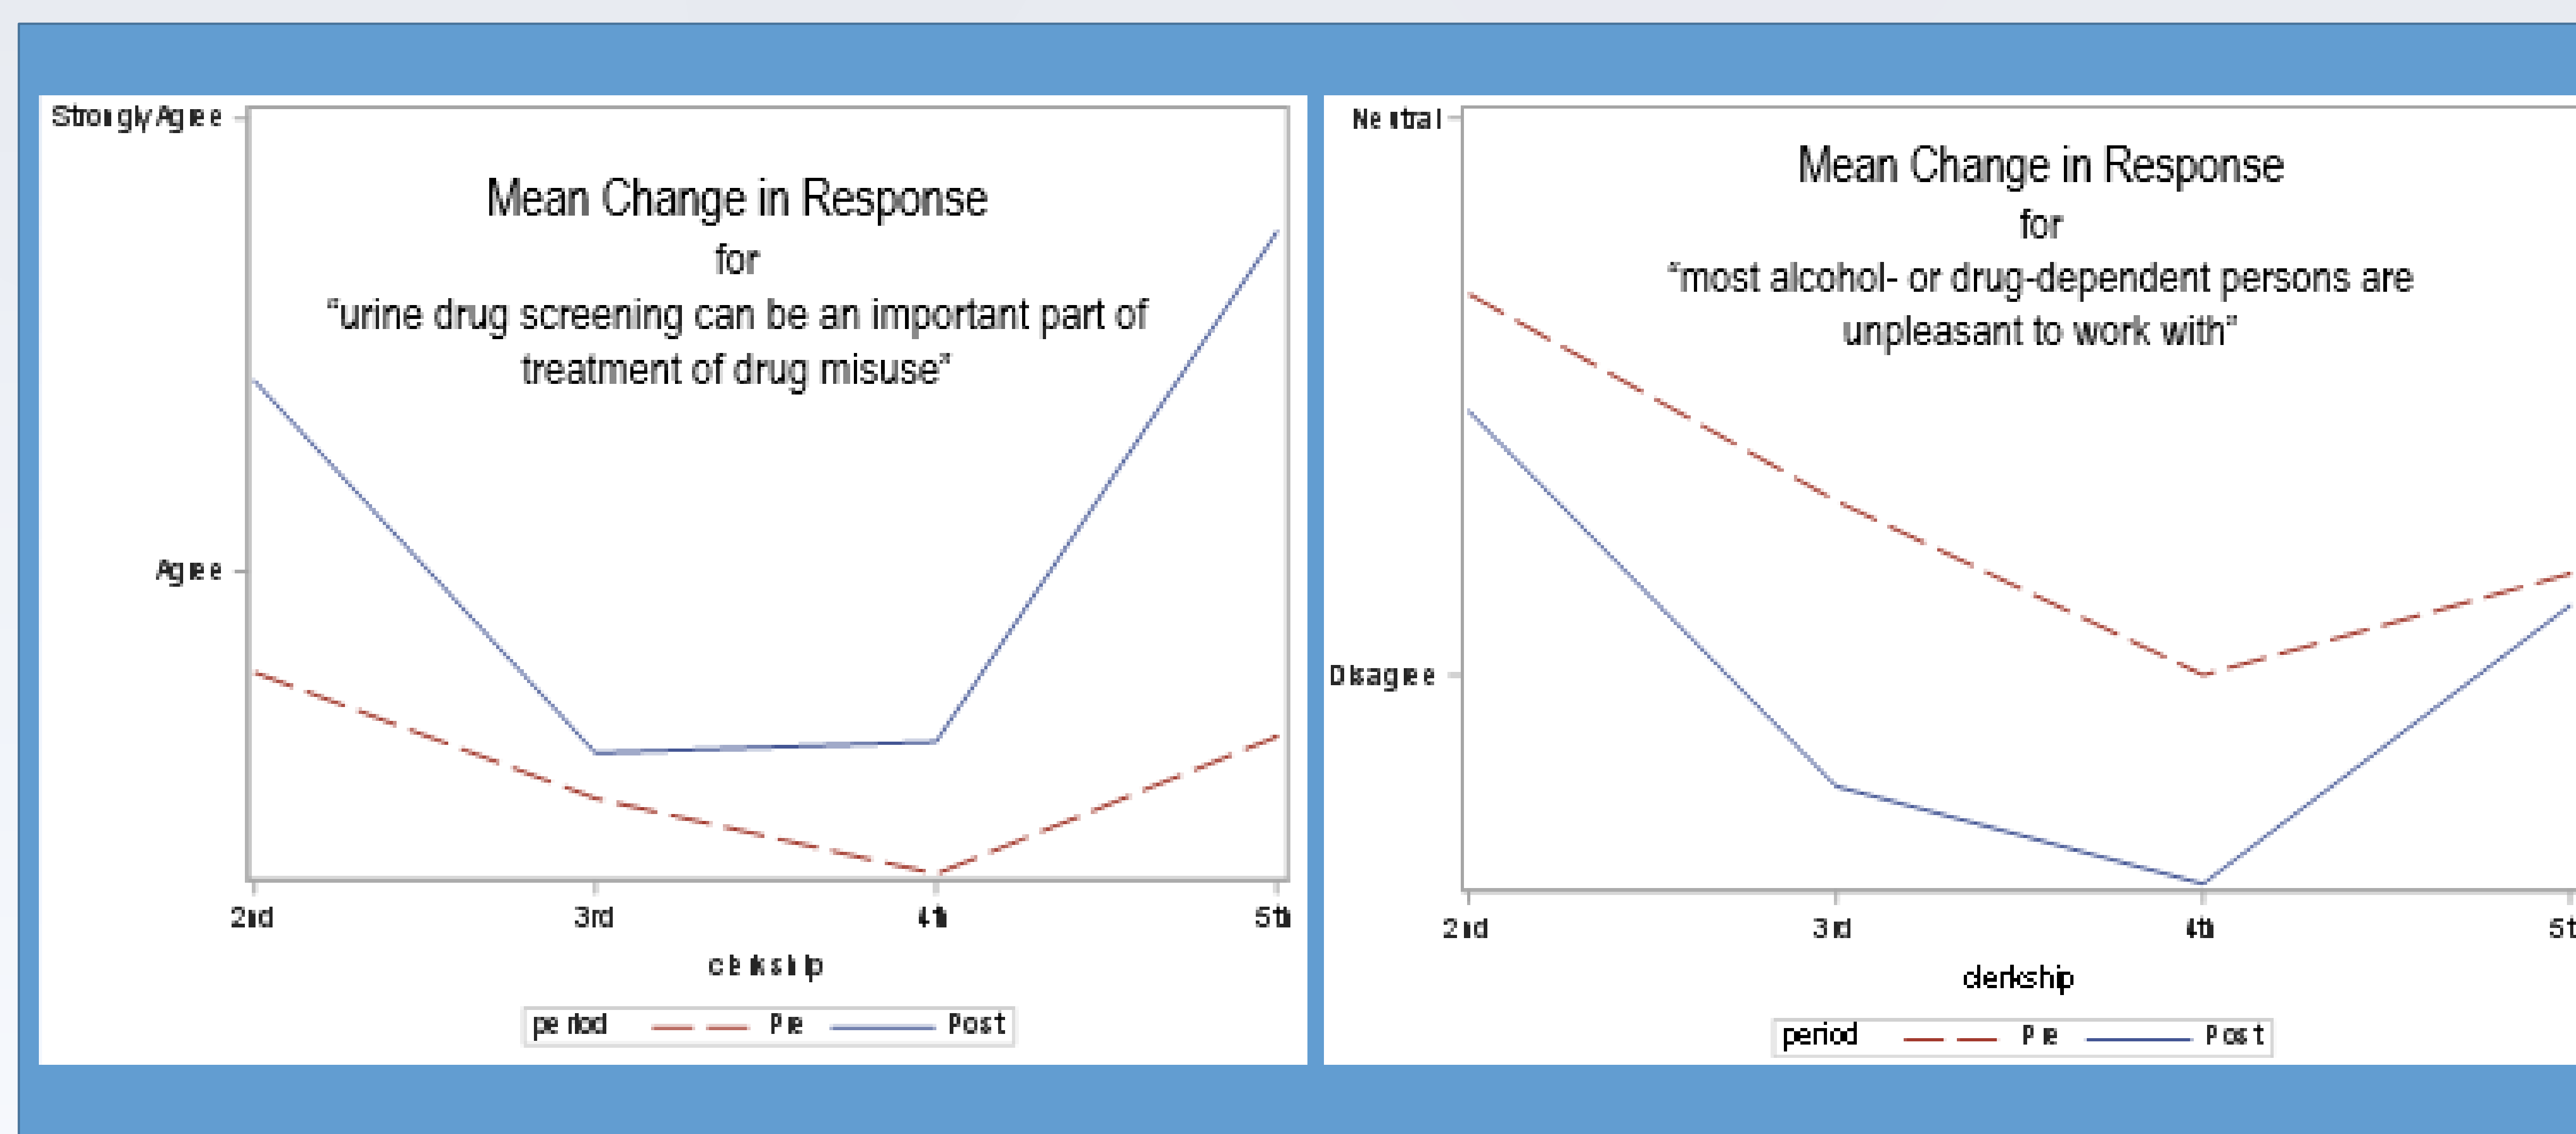 Strongly Agree
Mean Change in Response
for
“urine drug screening can be an important part of
treatment of drug misuse”
Agree
2nd 3rd 4th 5th
clerkship
period Pre Post
Neutral
Mean Change in Response
for
“most alcohol- or drug-dependent persons are
unpleasant to work with”
Disagree
2nd 3rd 4th 5t
clerkship
period Pre Post